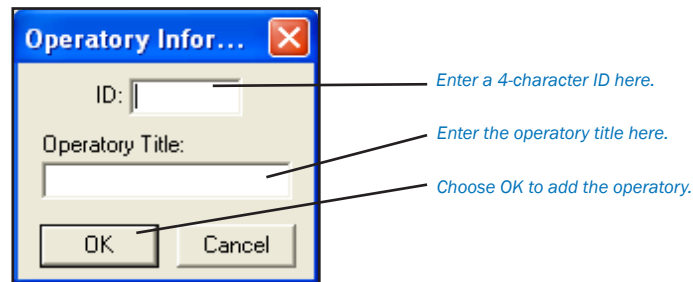 Operatory Infor...
ID:
Enter a 4-character ID here.
Operatory Title:
Enter the operatory title here.
Choose OK to add the operatory.
OK
Cancel